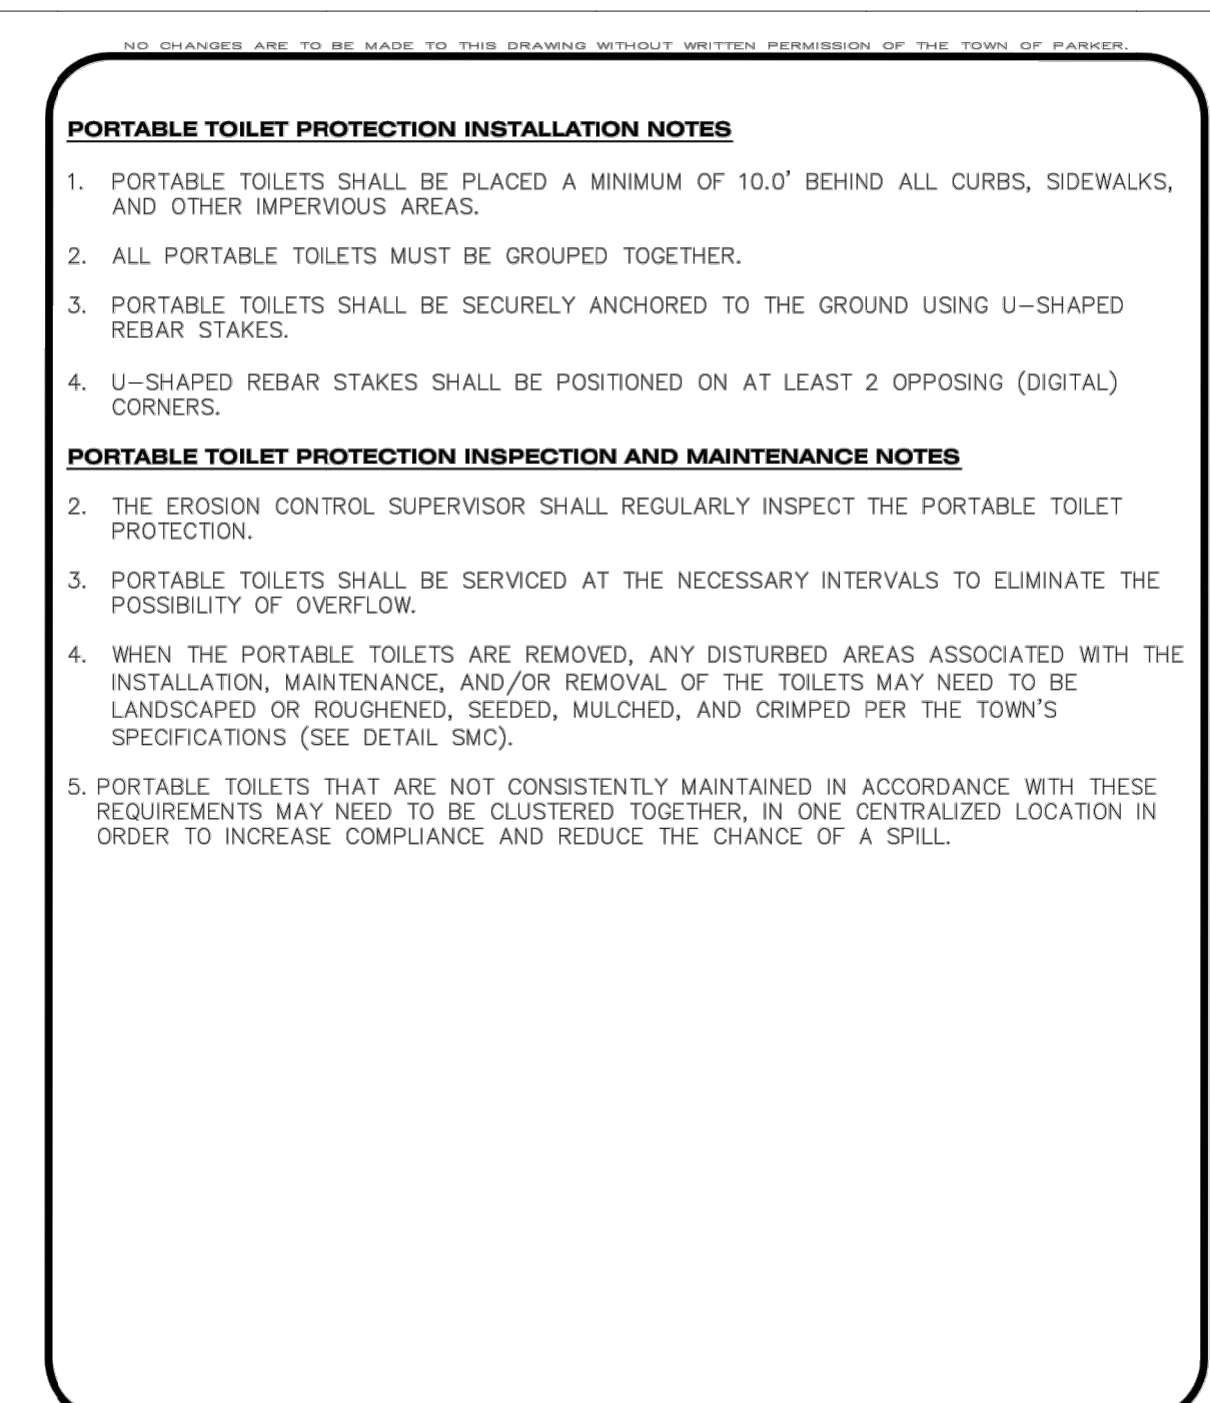 NO CHANGES ARE TO BE MADE TO THIS DRAWING WITHOUT WRITTEN PERMISSION OF THE TOWN OF PARKER.
PORTABLE TOILET PROTECTION INSTALLATION NOTES
1. PORTABLE TOILETS SHALL BE PLACED A MINIMUM OF 10.0' BEHIND ALL CURBS, SIDEWALKS,
AND OTHER IMPERVIOUS AREAS.
2. ALL PORTABLE TOILETS MUST BE GROUPED TOGETHER.
3. PORTABLE TOILETS SHALL BE SECURELY ANCHORED TO THE GROUND USING U-SHAPED
REBAR STAKES.
4. U-SHAPED REBAR STAKES SHALL BE POSITIONED ON AT LEAST 2 OPPOSING (DIGITAL)
CORNERS.
PORTABLE TOILET PROTECTION INSPECTION AND MAINTENANCE NOTES
2. THE EROSION CONTROL SUPERVISOR SHALL REGULARLY INSPECT THE PORTABLE TOILET
PROTECTION.
3. PORTABLE TOILETS SHALL BE SERVICED AT THE NECESSARY INTERVALS TO ELIMINATE THE
POSSIBILITY OF OVERFLOW.
4. WHEN THE PORTABLE TOILETS ARE REMOVED, ANY DISTURBED AREAS ASSOCIATED WITH THE
INSTALLATION, MAINTENANCE, AND/OR REMOVAL OF THE TOILETS MAY NEED TO BE
LANDSCAPED OR ROUGHENED, SEEDED, MULCHED, AND CRIMPED PER THE TOWN'S
SPECIFICATIONS (SEE DETAIL SMC).
5. PORTABLE TOILETS THAT ARE NOT CONSISTENTLY MAINTAINED IN ACCORDANCE WITH THESE
REQUIREMENTS MAY NEED TO BE CLUSTERED TOGETHER, IN ONE CENTRALIZED LOCATION IN
ORDER TO INCREASE COMPLIANCE AND REDUCE THE CHANCE OF A SPILL.